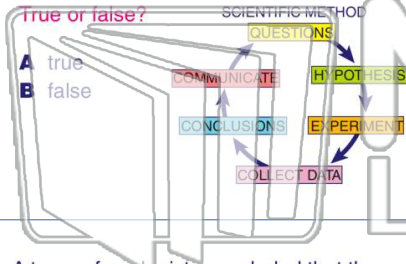 True or false?
A true
B false
SCIENTIFIC METHOD
QUESTIONS
HYPOTHESIS
EXPERIMENT
COLLECT DATA
CONCLUSIONS
COMMUNICATE